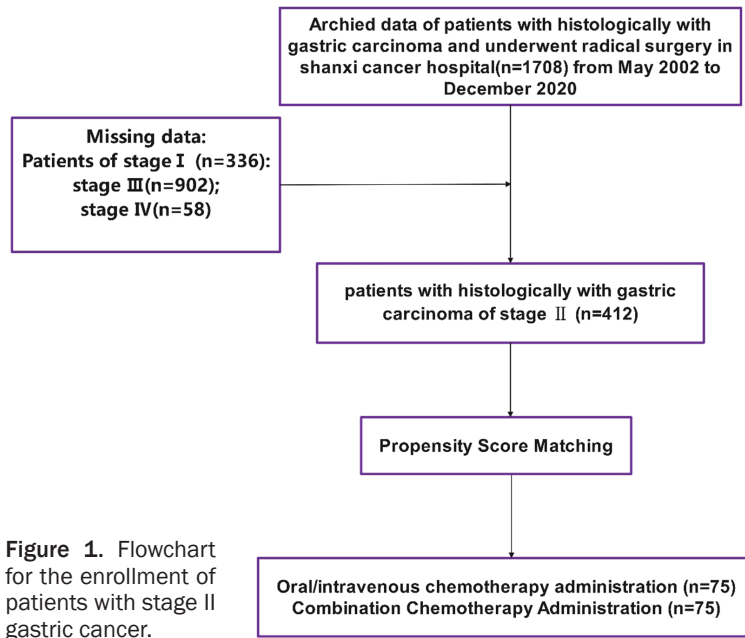 Archied data of patients with histologically with
gastric carcinoma and underwent radical surgery in
shanxi cancer hospital(n=1708) from May 2002 to
December 2020
Missing data:
Patients of stage Ⅰ (n=336):
stage Ⅲ(n=902);
stage Ⅳ(n=58)
patients with histologically with gastric
carcinoma of stage Ⅱ (n=412)
Propensity Score Matching
Oral/intravenous chemotherapy administration (n=75)
Combination Chemotherapy Administration (n=75)
Figure 1. Flowchart
for the enrollment of
patients with stage II
gastric cancer.